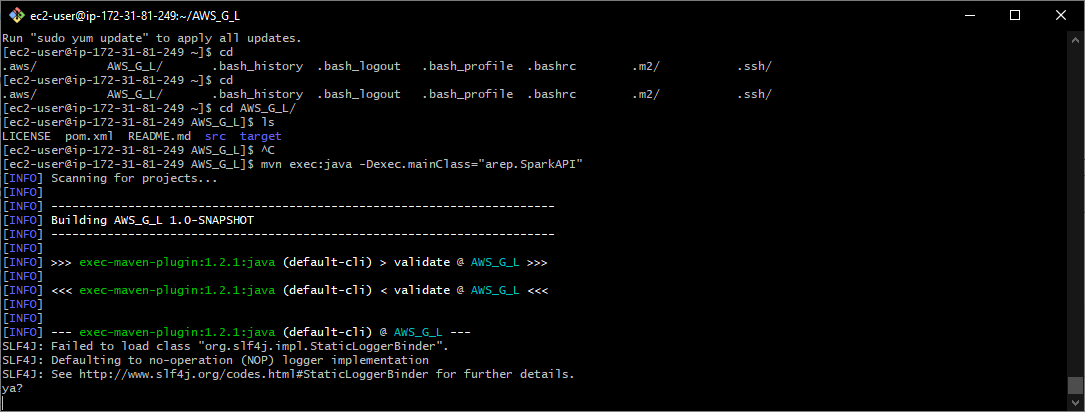 ec2-user@ip-172-31-81-249:~/AWS_G_L
Run "sudo yum update" to apply all updates.
[ec2-user@ip-172-31-81-249 ~]$ cd
.aws/          AWS_G_L/       .bash_history  .bash_logout   .bash_profile  .bashrc        .m2/           .ssh/
[ec2-user@ip-172-31-81-249 ~]$ cd
.aws/          AWS_G_L/       .bash_history  .bash_logout   .bash_profile  .bashrc        .m2/           .ssh/
[ec2-user@ip-172-31-81-249 ~]$ cd AWS_G_L/
[ec2-user@ip-172-31-81-249 AWS_G_L]$ ls
LICENSE  pom.xml  README.md  src  target
[ec2-user@ip-172-31-81-249 AWS_G_L]$ ^C
[ec2-user@ip-172-31-81-249 AWS_G_L]$ mvn exec:java -Dexec.mainClass="arep.SparkAPI"
[INFO] Scanning for projects...
[INFO]
[INFO] ------------------------------------------------------------------------
[INFO] Building AWS_G_L 1.0-SNAPSHOT
[INFO] ------------------------------------------------------------------------
[INFO]
[INFO] >>> exec-maven-plugin:1.2.1:java (default-cli) > validate @ AWS_G_L >>>
[INFO]
[INFO] <<< exec-maven-plugin:1.2.1:java (default-cli) < validate @ AWS_G_L <<<
[INFO]
[INFO]
[INFO] --- exec-maven-plugin:1.2.1:java (default-cli) @ AWS_G_L ---
SLF4J: Failed to load class "org.slf4j.impl.StaticLoggerBinder".
SLF4J: Defaulting to no-operation (NOP) logger implementation
SLF4J: See http://www.slf4j.org/codes.html#StaticLoggerBinder for further details.
ya?